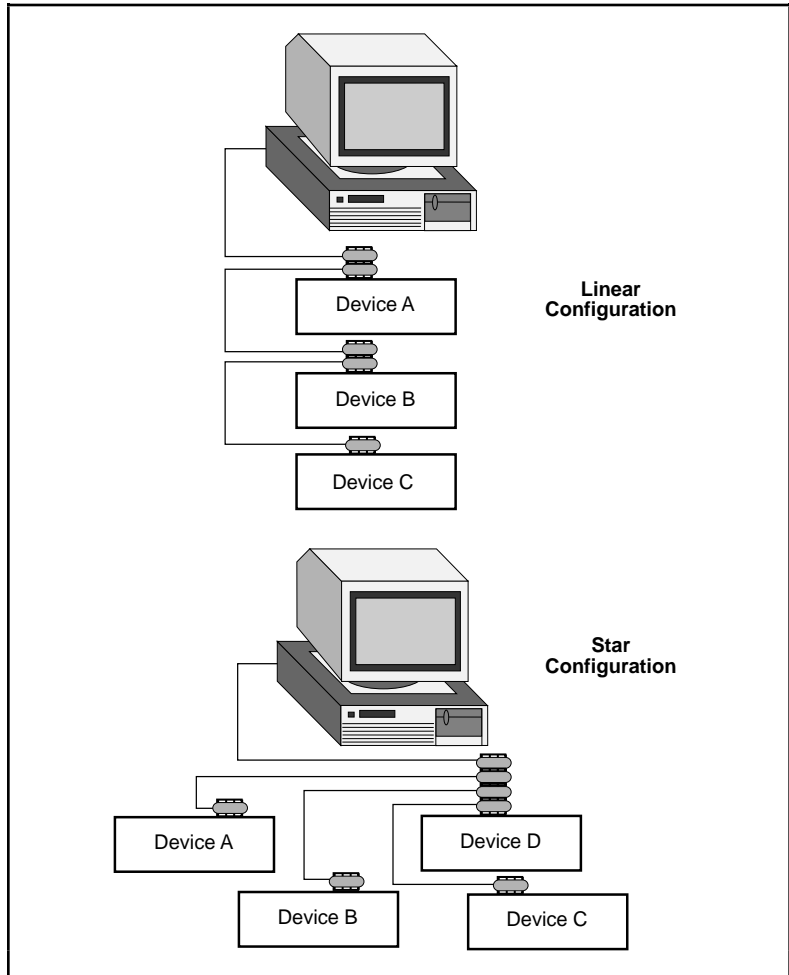 Linear
Configuration
Device A
Device B
Device C
Star
Configuration
Device A
Device D
Device B
Device C